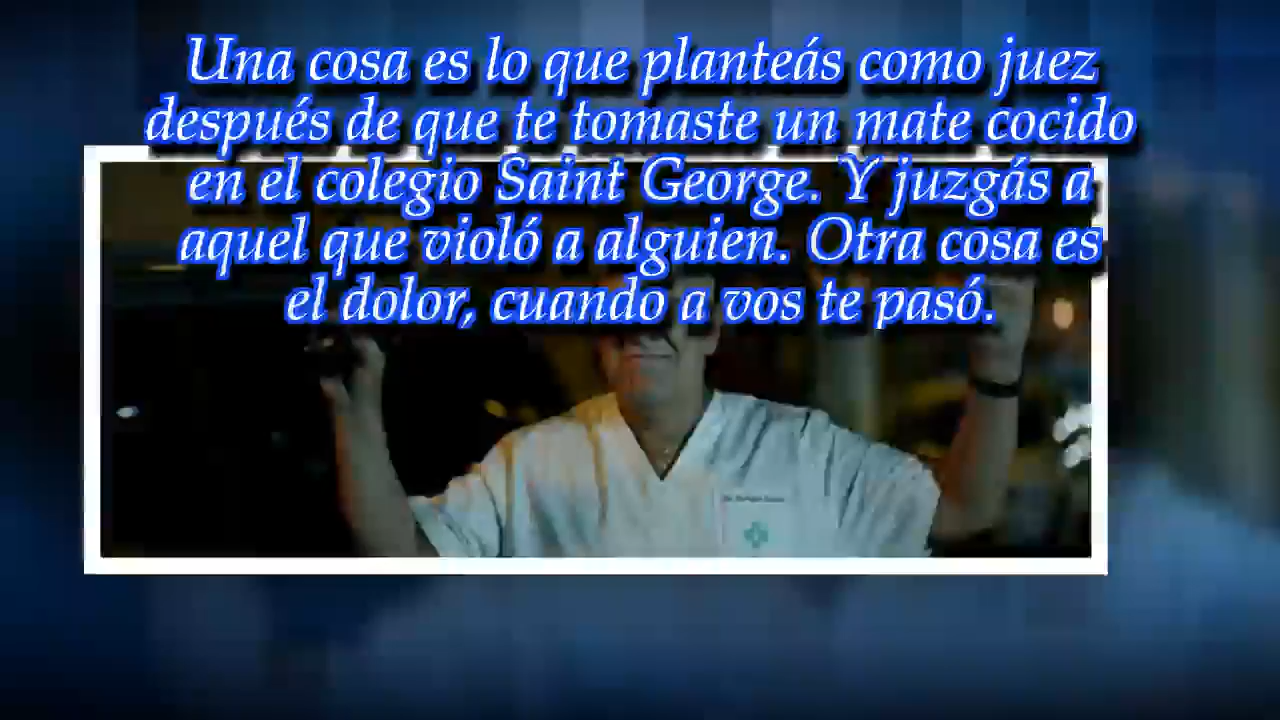 Una cosa es lo que planteás como juez
después de que te tomaste un mate cocido
en el colegio Saint George. Y juzgás a
aquel que violó a alguien. Otra cosa es
el dolor, cuando a vos te pasó.